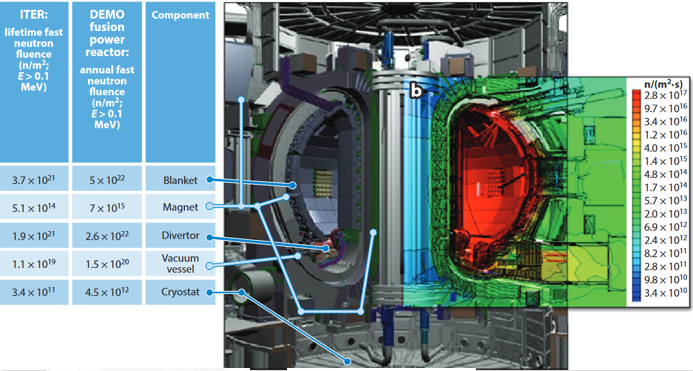 ITER:
lifetime fast
neutron
fluence
(n/m²;
E > 0.1
MeV)
DEMO
fusion
power
reactor:
annual fast
neutron
fluence
(n/m²;
E > 0.1
MeV)
Component
3.7 × 10²¹ 5 × 10²² Blanket
5.1 × 10¹⁴ 7 × 10¹⁵ Magnet
1.9 × 10²¹ 2.6 × 10²² Divertor
1.1 × 10¹⁹ 1.5 × 10²⁰ Vacuum
vessel
3.4 × 10¹¹ 4.5 × 10¹² Cryostat
b
n/(m²·s)
2.8 × 10¹⁷
9.7 × 10¹⁶
3.4 × 10¹⁶
1.2 × 10¹⁶
4.0 × 10¹⁵
1.4 × 10¹⁵
4.8 × 10¹⁴
1.7 × 10¹⁴
5.7 × 10¹³
2.0 × 10¹³
6.9 × 10¹²
2.4 × 10¹²
8.2 × 10¹¹
2.8 × 10¹¹
9.8 × 10¹⁰
3.4 × 10¹⁰